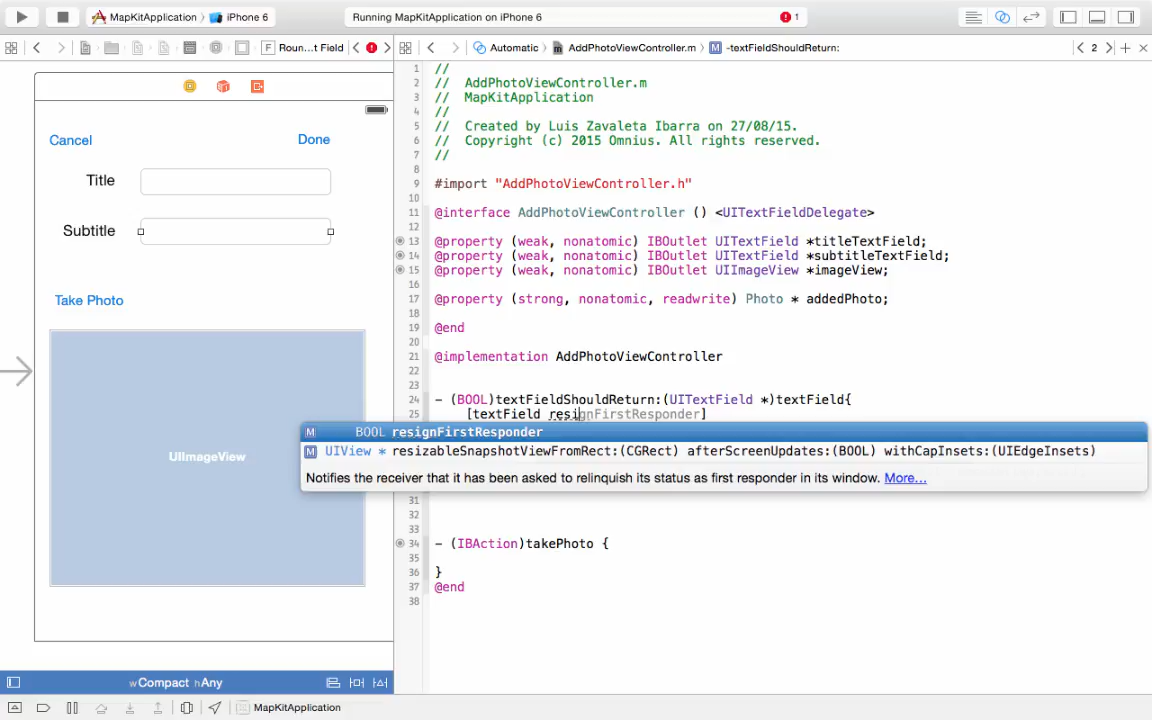 MapKitApplication iPhone 6
Running MapKitApplication on iPhone 6
1
F Roun...t Field
Automatic AddPhotoViewController.m M -textFieldShouldReturn:
2
Cancel
Done
Title
Subtitle
Take Photo
UIImageView
wCompact hAny
1 //
2 //  AddPhotoViewController.m
3 //  MapKitApplication
4 //
5 //  Created by Luis Zavaleta Ibarra on 27/08/15.
6 //  Copyright (c) 2015 Omnius. All rights reserved.
7 //
8
9 #import "AddPhotoViewController.h"
10
11 @interface AddPhotoViewController () <UITextFieldDelegate>
12
13 @property (weak, nonatomic) IBOutlet UITextField *titleTextField;
14 @property (weak, nonatomic) IBOutlet UITextField *subtitleTextField;
15 @property (weak, nonatomic) IBOutlet UIImageView *imageView;
16
17 @property (strong, nonatomic, readwrite) Photo * addedPhoto;
18
19 @end
20
21 @implementation AddPhotoViewController
22
23
24 - (BOOL)textFieldShouldReturn:(UITextField *)textField{
25 [textField resignFirstResponder]
M BOOL resignFirstResponder
M UIView * resizableSnapshotViewFromRect:(CGRect) afterScreenUpdates:(BOOL) withCapInsets:(UIEdgeInsets)
Notifies the receiver that it has been asked to relinquish its status as first responder in its window. More...
31
32
33
34 - (IBAction)takePhoto {
35
36 }
37 @end
38
MapKitApplication